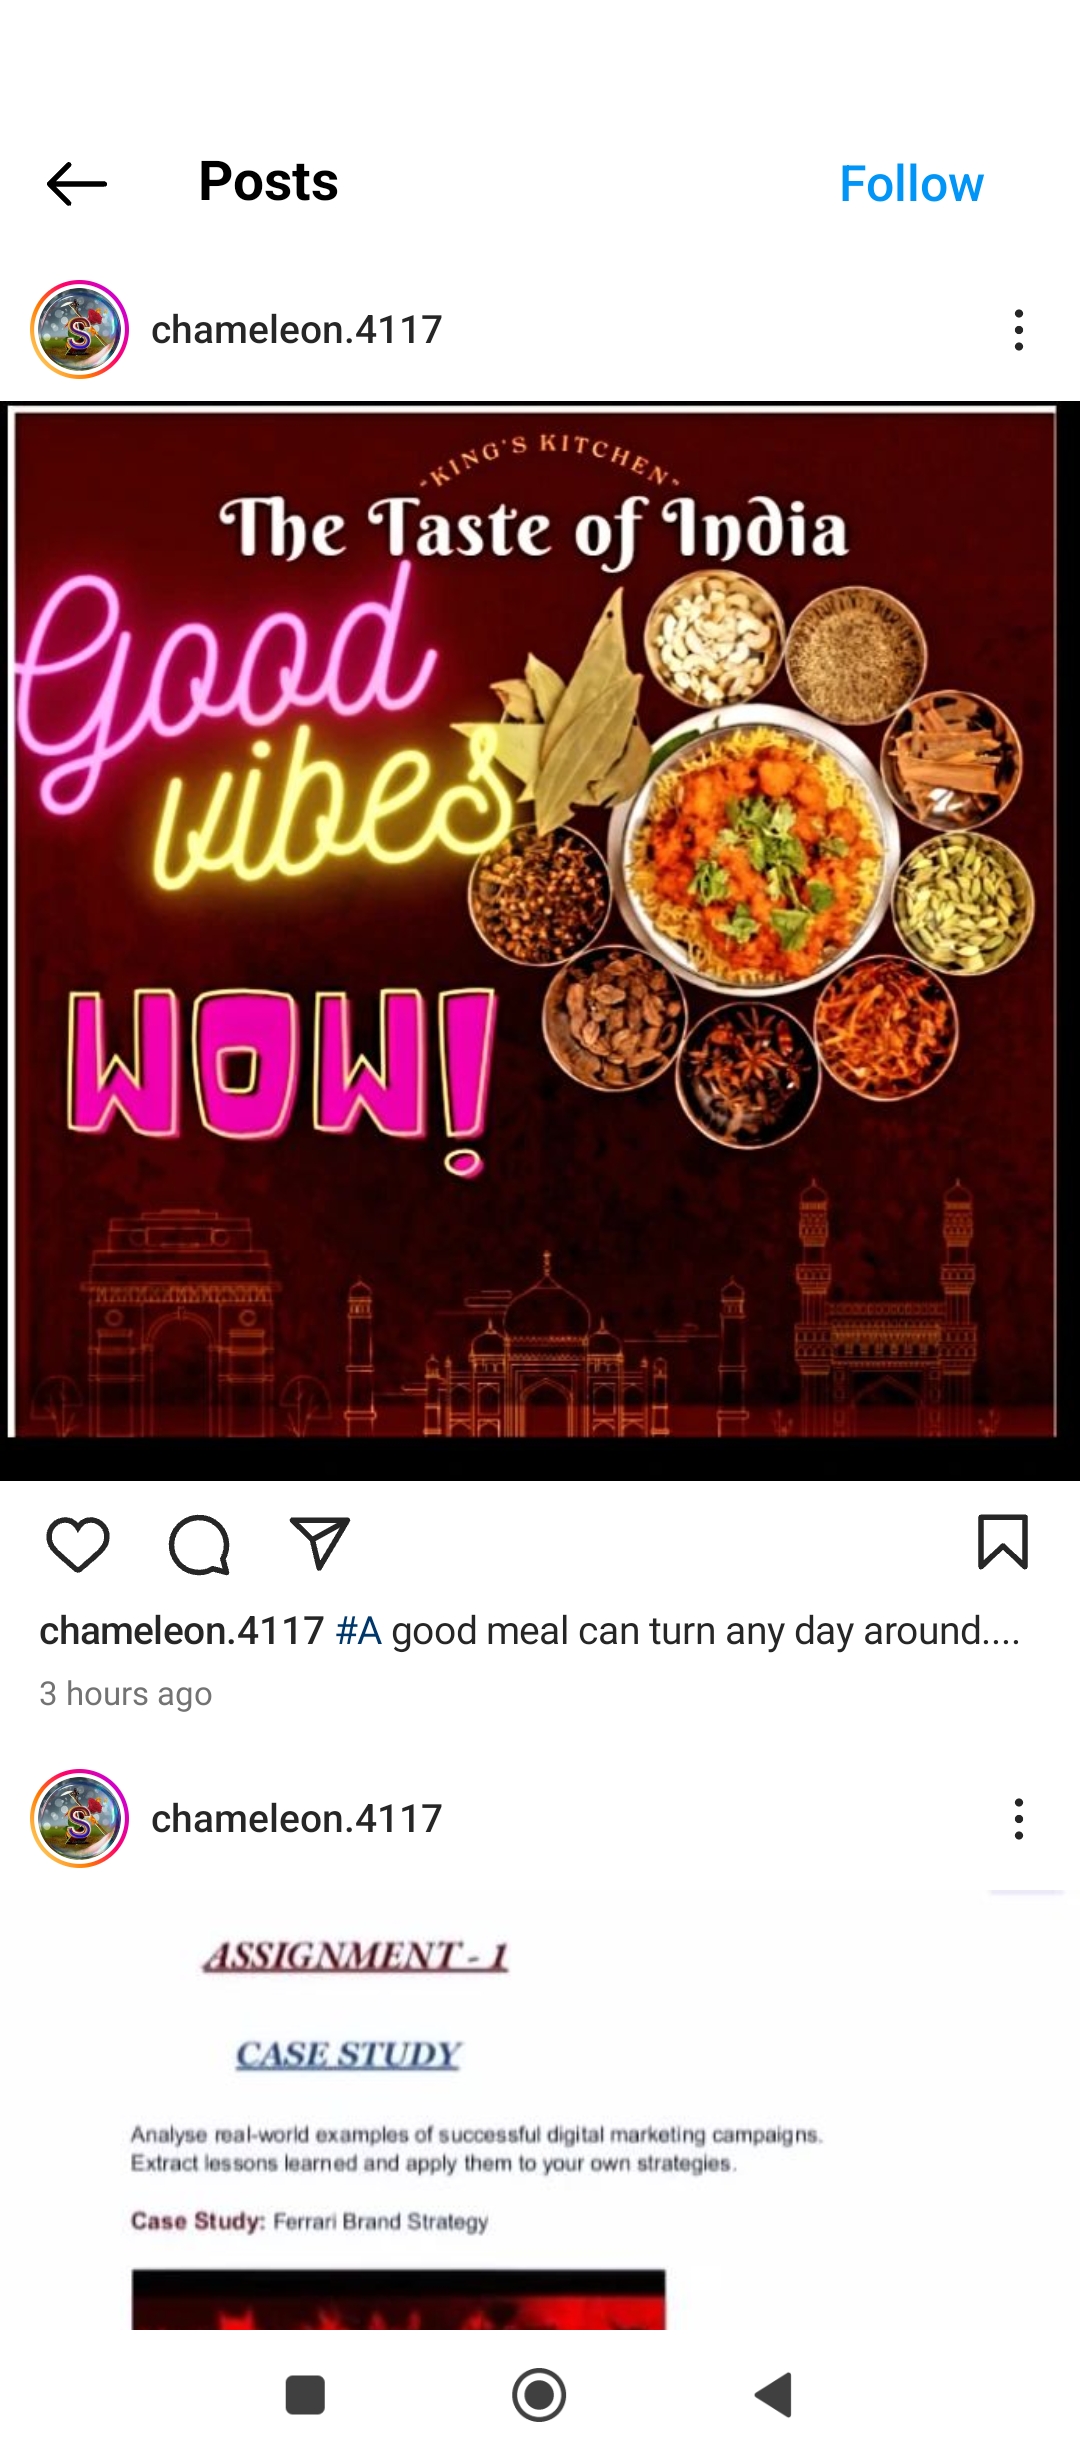 Posts
Follow
chameleon.4117
"KING'S KITCHEN"
The Taste of India
Good
vibes
WOW!
chameleon.4117 #A good meal can turn any day around....
3 hours ago
S
chameleon.4117
ASSIGNMENT - 1
CASE STUDY
Analyse real-world examples of successful digital marketing campaigns.
Extract lessons learned and apply them to your own strategies.
Case Study: Ferrari Brand Strategy